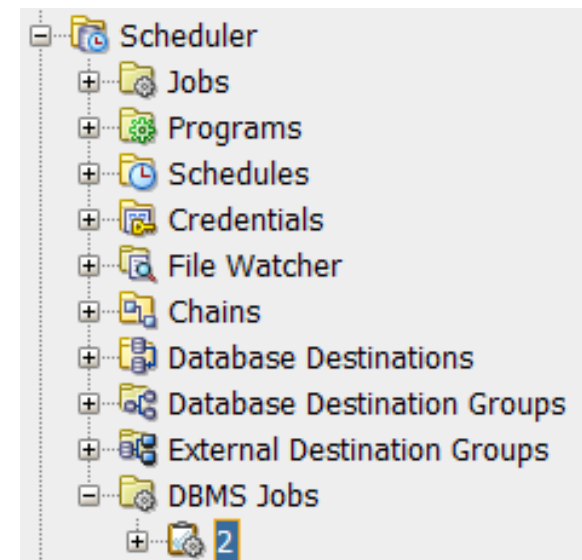 Scheduler
Jobs
Programs
Schedules
Credentials
File Watcher
Chains
Database Destinations
Database Destination Groups
External Destination Groups
DBMS Jobs
2